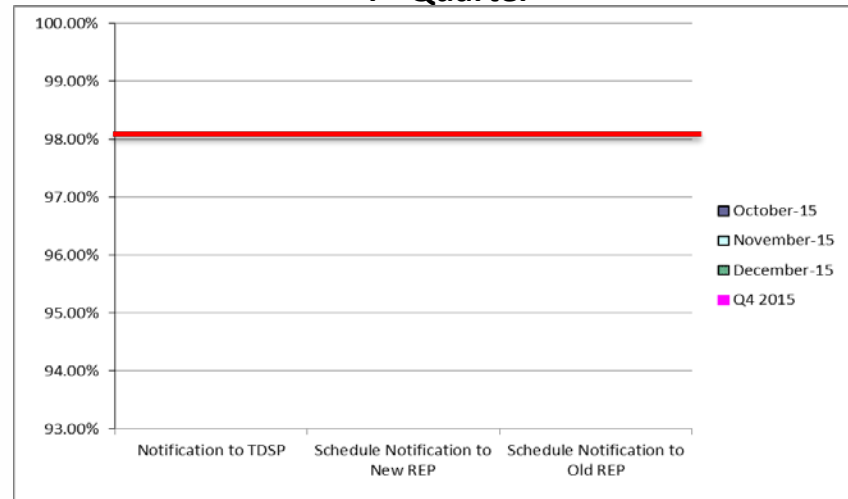 100.00%
99.00%
98.00%
97.00%
96.00%
95.00%
94.00%
93.00%
Notification to TDSP
Schedule Notification to
New REP
Schedule Notification to
Old REP
October-15
November-15
December-15
Q4 2015